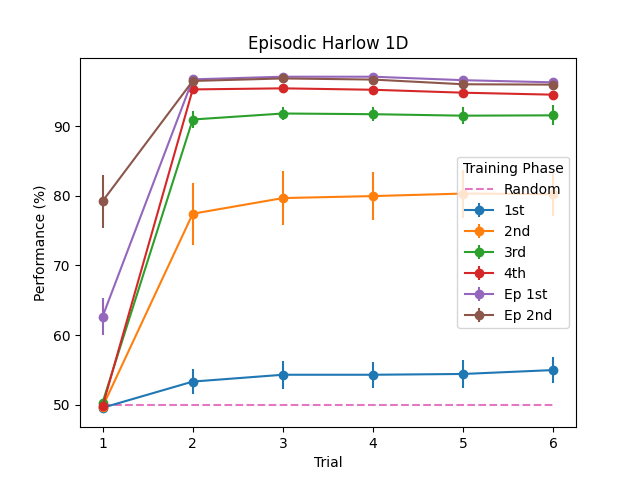 Episodic Harlow 1D
Performance (%)
90
80
70
60
50
Training Phase
Random
1st
2nd
3rd
4th
Ep 1st
Ep 2nd
1 2 3 4 5 6
Trial